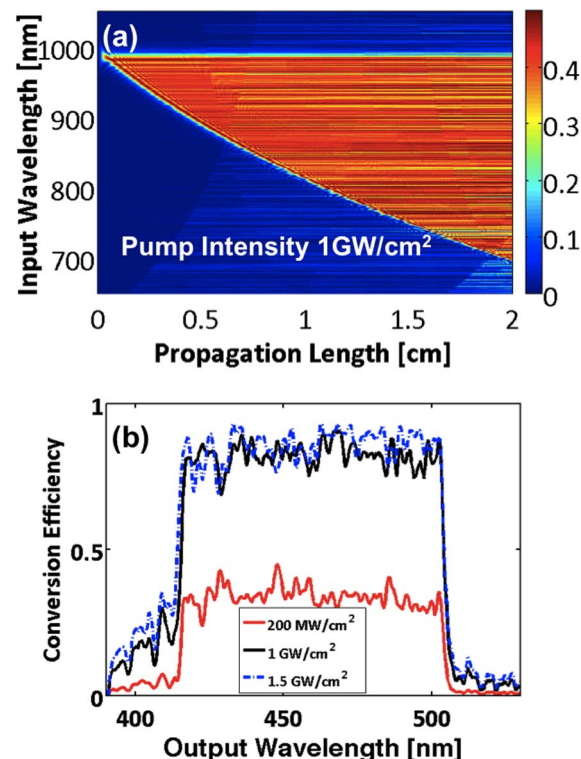 (a)
Input Wavelength [nm]
1000
900
800
700
Pump Intensity 1GW/cm²
0 0.5 1 1.5 2
Propagation Length [cm]
0.4
0.3
0.2
0.1
0
(b)
Conversion Efficiency
1
0.5
0
200 MW/cm²
1 GW/cm²
1.5 GW/cm²
400 450 500
Output Wavelength [nm]